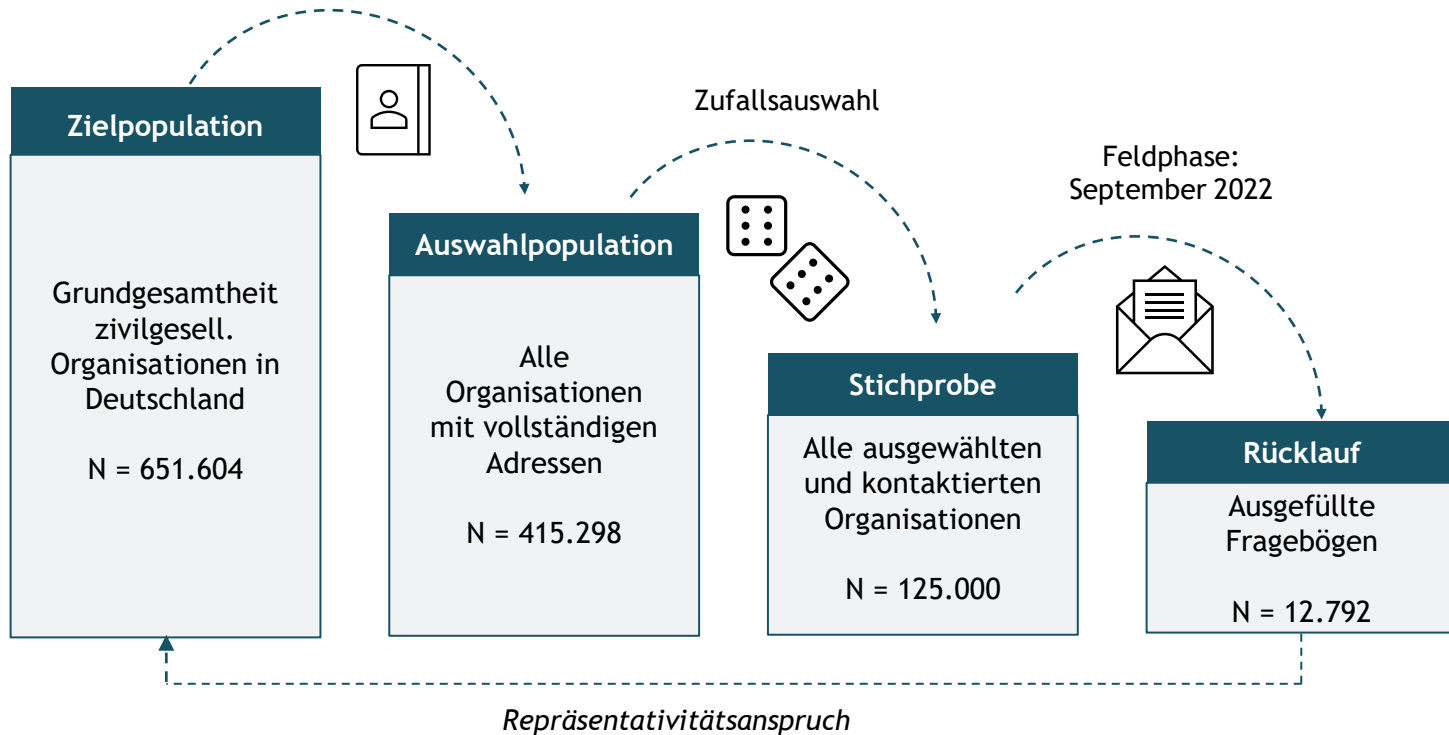 Zielpopulation
Grundgesamtheit
zivilgesell.
Organisationen in
Deutschland
N = 651.604
Auswahlpopulation
Alle
Organisationen
mit vollständigen
Adressen
N = 415.298
Zufallsauswahl
Stichprobe
Alle ausgewählten
und kontaktierten
Organisationen
N = 125.000
Feldphase:
September 2022
Rücklauf
Ausgefüllte
Fragebögen
N = 12.792
Repräsentativitätsanspruch